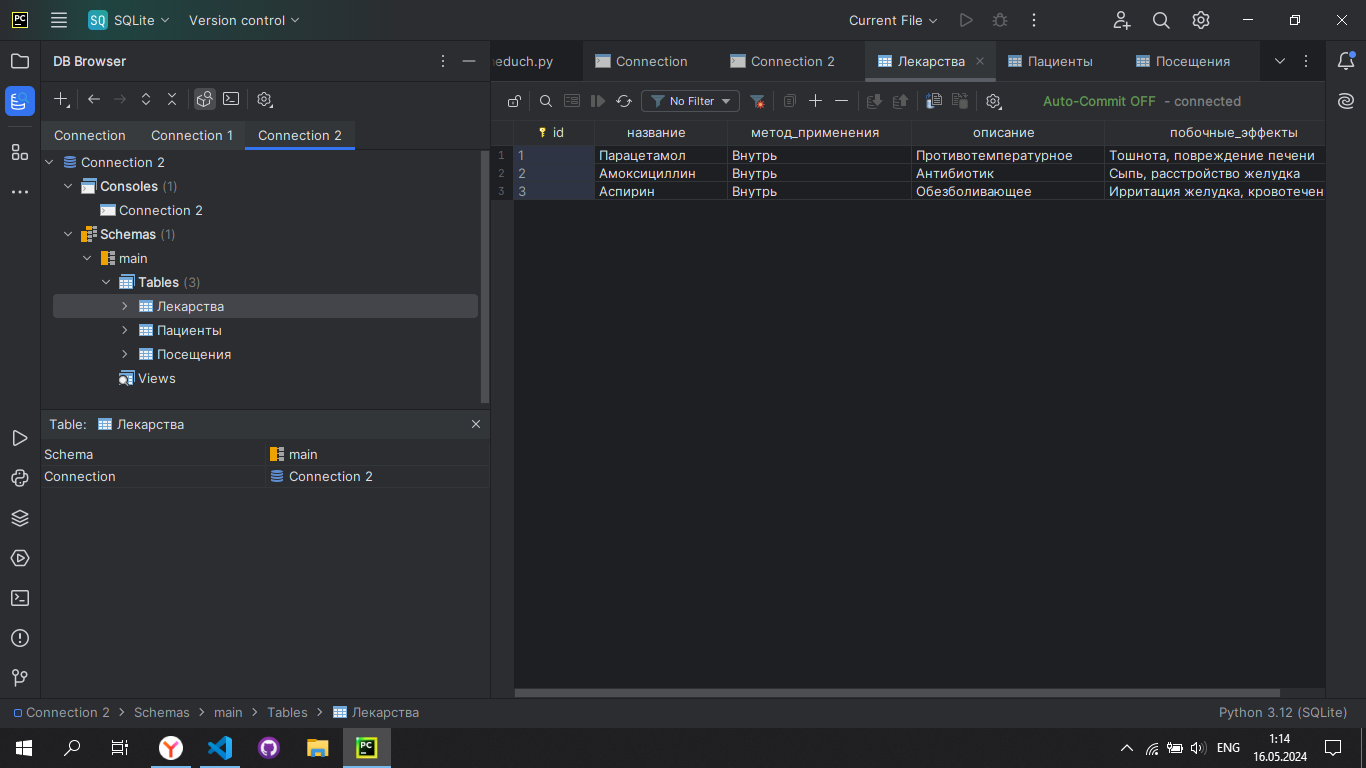 PC SQ SQLite Version control Current File
DB Browser
educh.py Connection Connection 2 Лекарства Пациенты Посещения
No Filter Auto-Commit OFF - connected
Connection Connection 1 Connection 2
Connection 2
Consoles (1)
Connection 2
Schemas (1)
main
Tables (3)
Лекарства
Пациенты
Посещения
Views
Table: Лекарства
Schema main
Connection Connection 2
id название метод_применения описание побочные_эффекты
1 1 Парацетамол Внутрь Противотемпературное Тошнота, повреждение печени
2 2 Амоксициллин Внутрь Антибиотик Сыпь, расстройство желудка
3 3 Аспирин Внутрь Обезболивающее Ирритация желудка, кровотечен
Connection 2 > Schemas > main > Tables > Лекарства Python 3.12 (SQLite)
PC ENG 1:14
16.05.2024